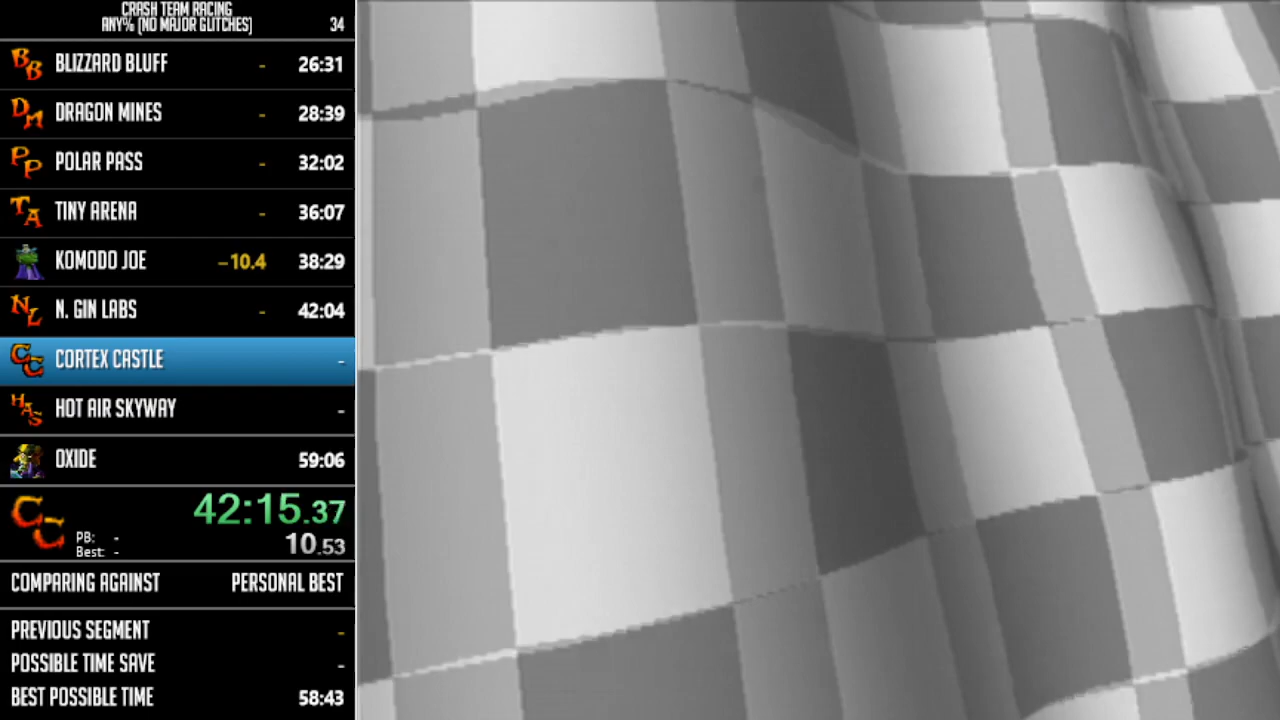 CRASH TEAM RACING
ANY% (NO MAJOR GLITCHES) 34
BB BLIZZARD BLUFF - 26:31
DM DRAGON MINES - 28:39
PP POLAR PASS - 32:02
TA TINY ARENA - 36:07
KOMODO JOE -10.4 38:29
NL N. GIN LABS - 42:04
CC CORTEX CASTLE -
HAS HOT AIR SKYWAY -
OXIDE 59:06
CC 42:15.37
PB: - 10.53
Best: -
COMPARING AGAINST PERSONAL BEST
PREVIOUS SEGMENT -
POSSIBLE TIME SAVE -
BEST POSSIBLE TIME 58:43